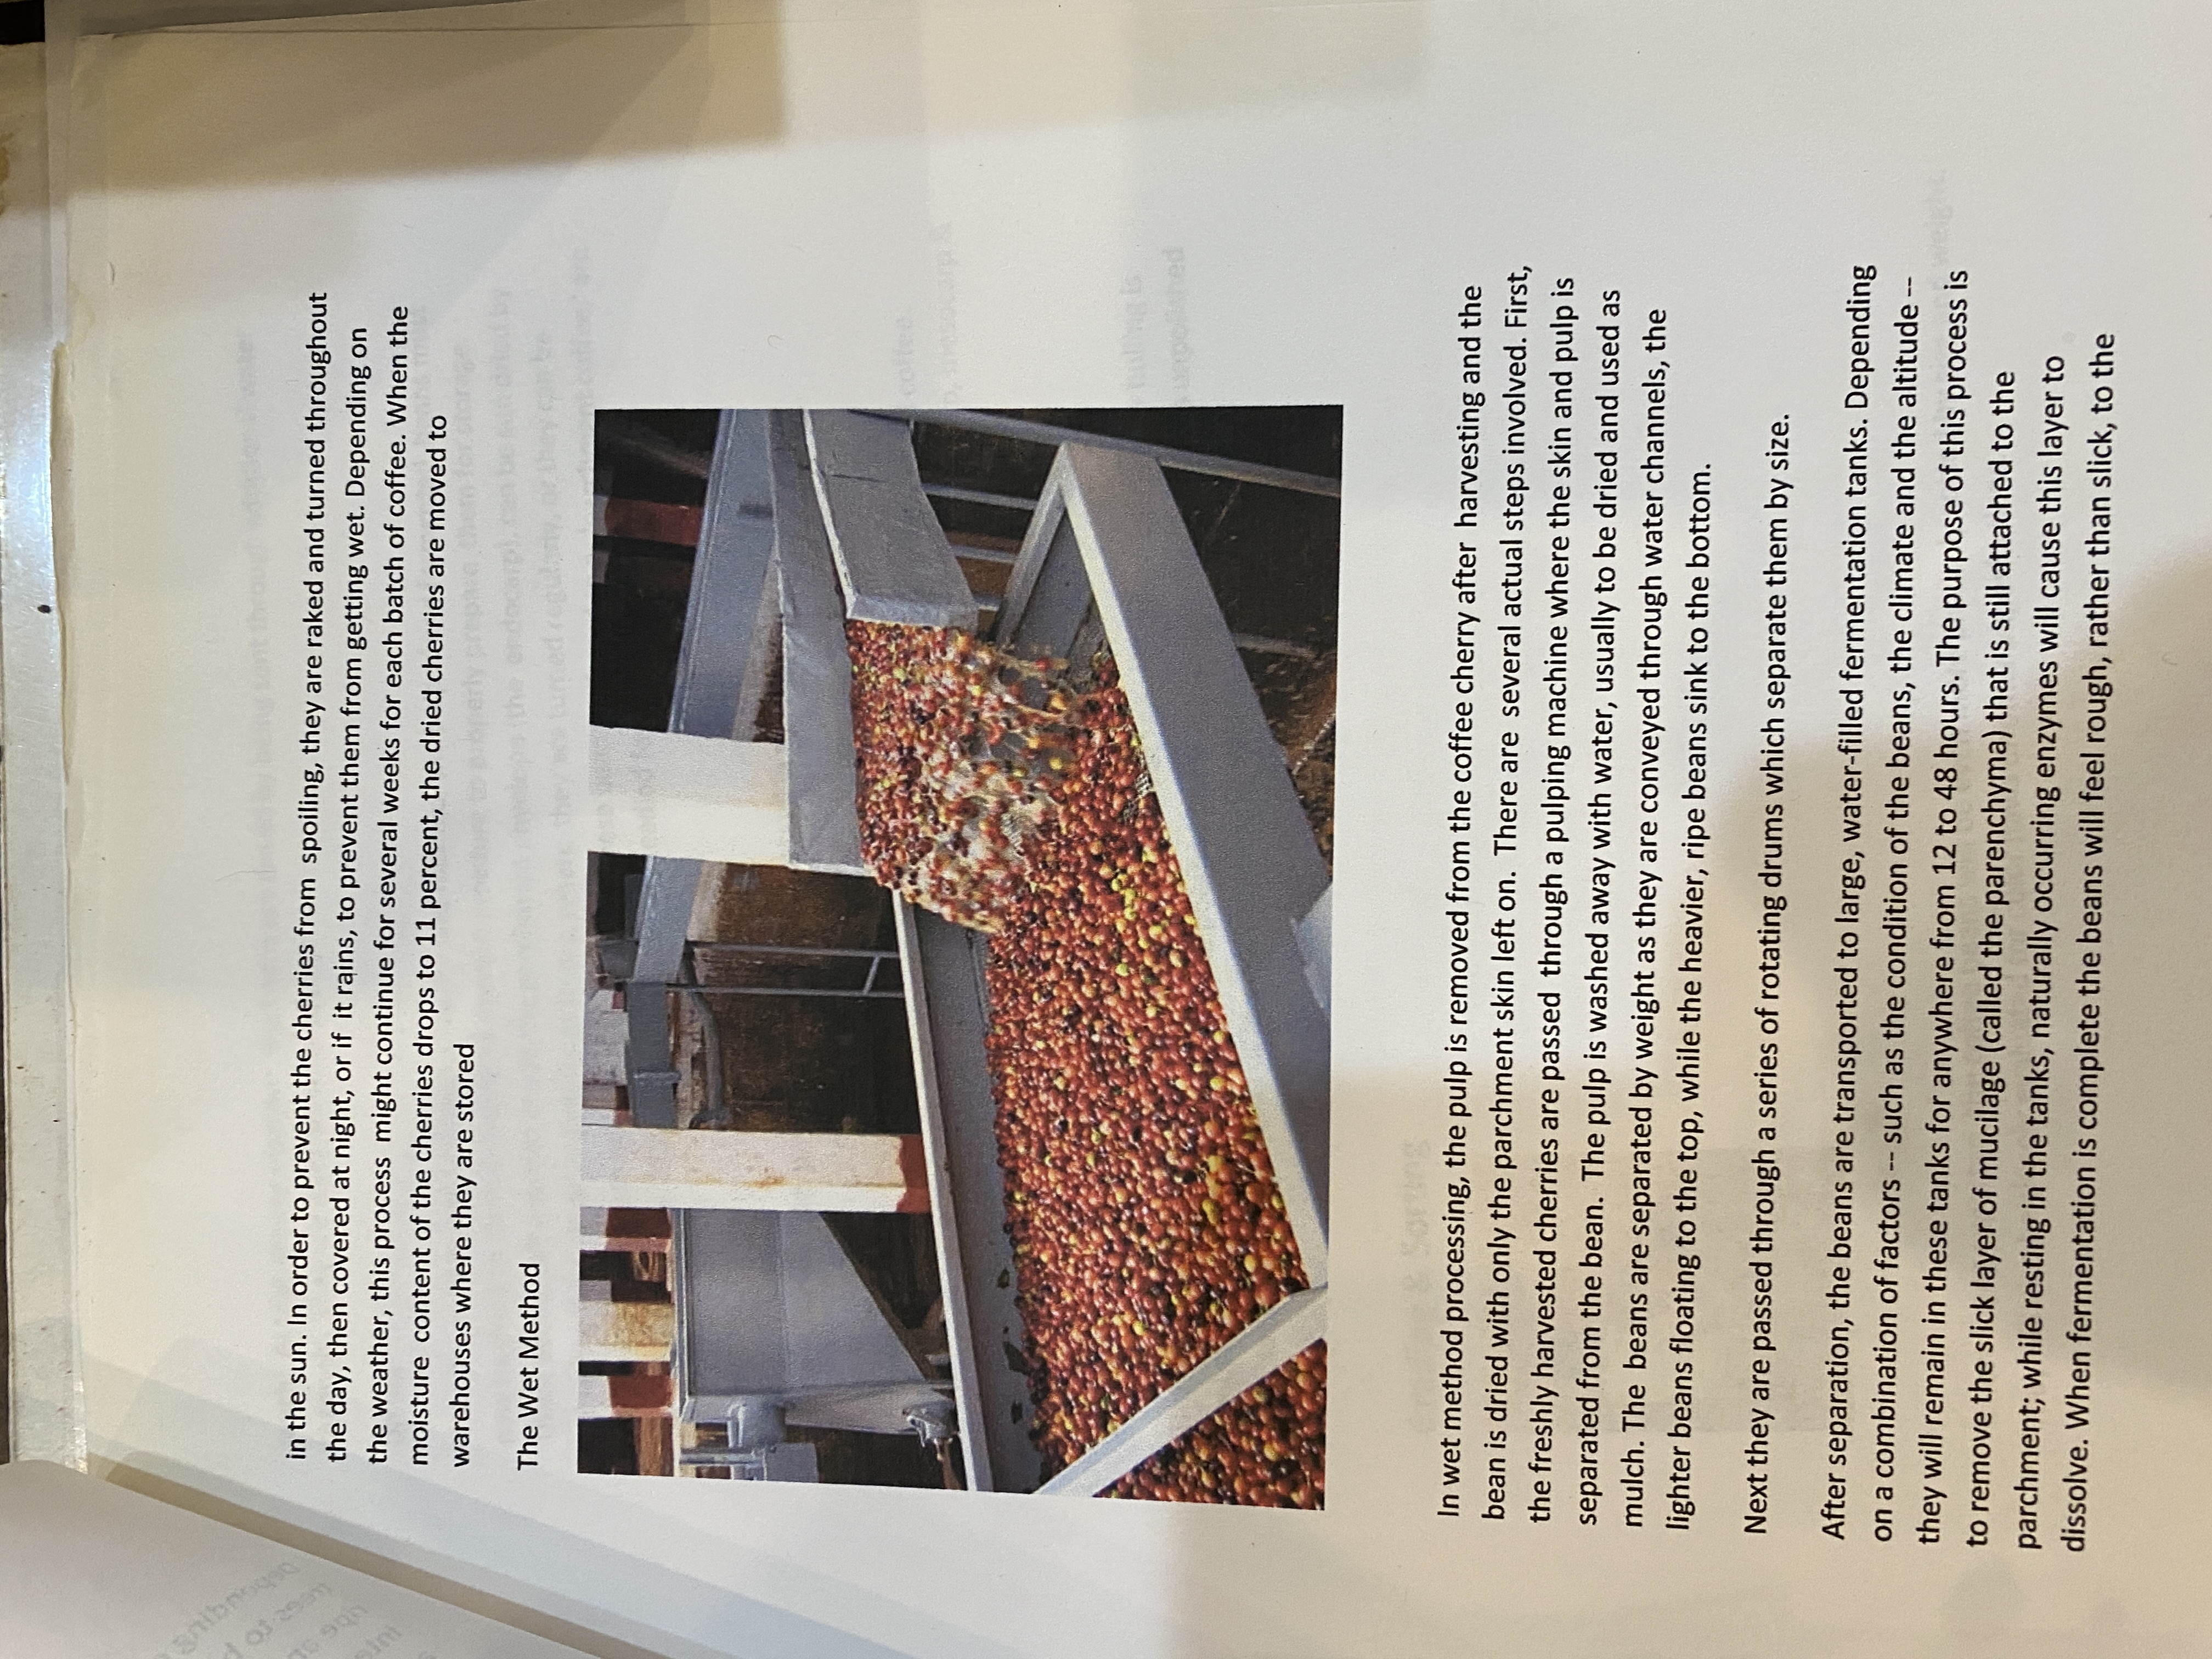 in the sun. In order to prevent the cherries from spoiling, they are raked and turned throughout
the day, then covered at night, or if it rains, to prevent them from getting wet. Depending on
the weather, this process might continue for several weeks for each batch of coffee. When the
moisture content of the cherries drops to 11 percent, the dried cherries are moved to
warehouses where they are stored
The Wet Method
In wet method processing, the pulp is removed from the coffee cherry after harvesting and the
bean is dried with only the parchment skin left on. There are several actual steps involved. First,
the freshly harvested cherries are passed through a pulping machine where the skin and pulp is
separated from the bean. The pulp is washed away with water, usually to be dried and used as
mulch. The beans are separated by weight as they are conveyed through water channels, the
lighter beans floating to the top, while the heavier, ripe beans sink to the bottom.
Next they are passed through a series of rotating drums which separate them by size.
After separation, the beans are transported to large, water-filled fermentation tanks. Depending
on a combination of factors -- such as the condition of the beans, the climate and the altitude --
they will remain in these tanks for anywhere from 12 to 48 hours. The purpose of this process is
to remove the slick layer of mucilage (called the parenchyma) that is still attached to the
parchment; while resting in the tanks, naturally occurring enzymes will cause this layer to
dissolve. When fermentation is complete the beans will feel rough, rather than slick, to the